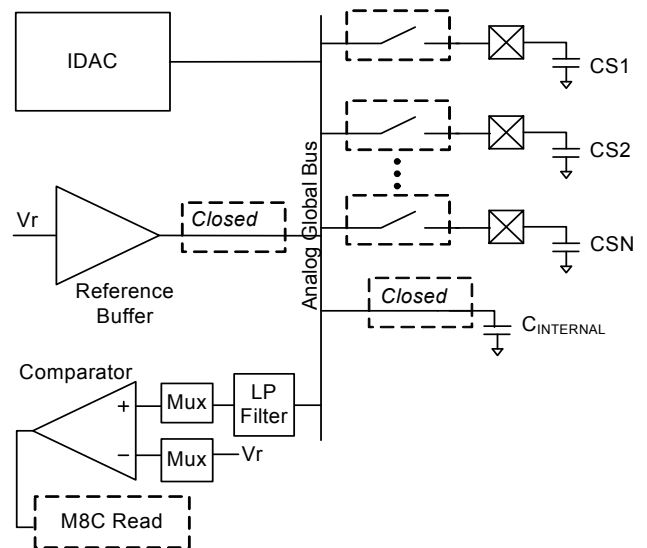 IDAC
CS1
CS2
Analog Global Bus
Vr
Closed
CSN
Reference
Buffer
Closed
CINTERNAL
Comparator
+
Mux
LP
Filter
−
Mux
Vr
M8C Read